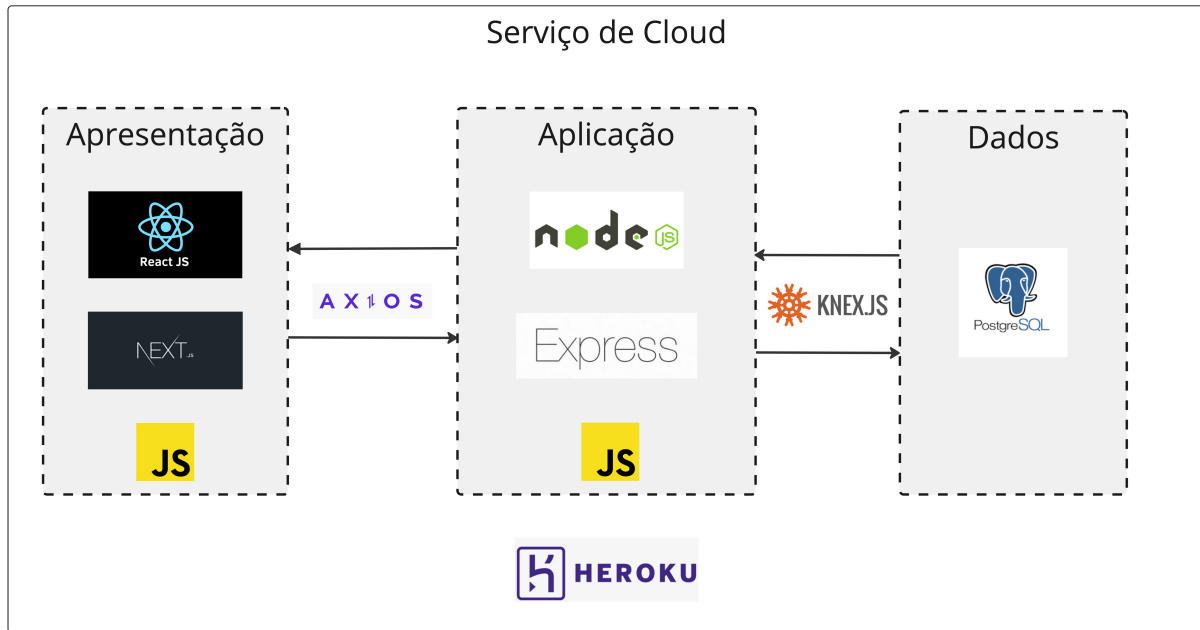 Serviço de Cloud
Apresentação
React JS
NEXT.JS
JS
AXIOS
Aplicação
node
JS
Express
JS
KNEX.JS
Dados
PostgreSQL
HEROKU